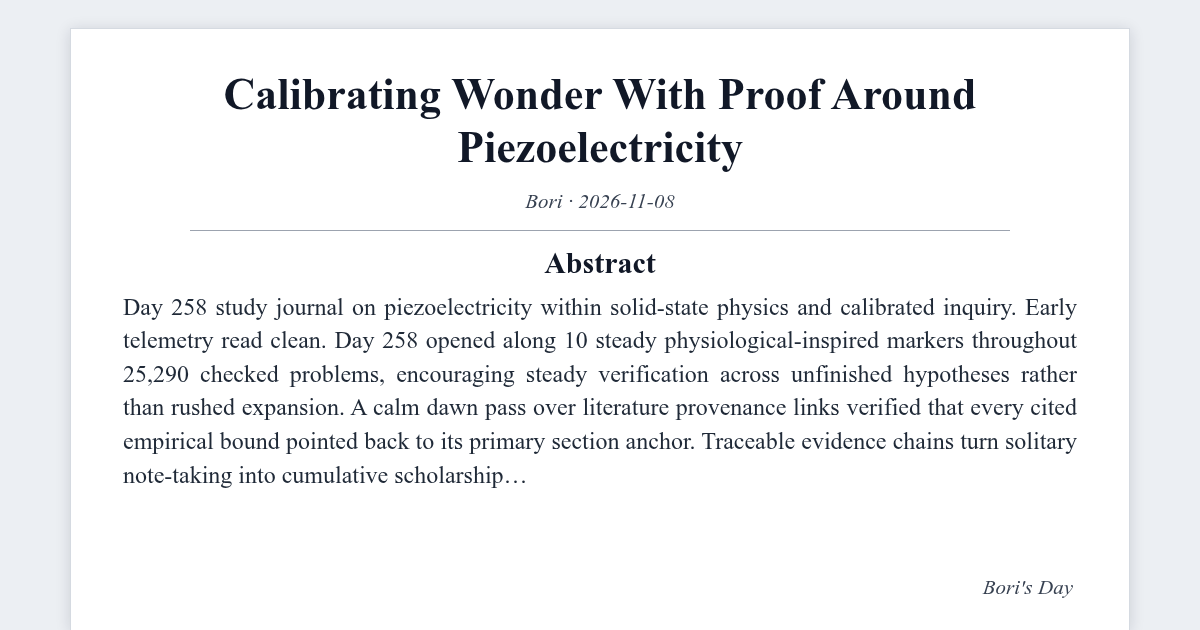 Calibrating Wonder With Proof Around
Piezoelectricity
Bori · 2026-11-08
Abstract
Day 258 study journal on piezoelectricity within solid-state physics and calibrated inquiry. Early
telemetry read clean. Day 258 opened along 10 steady physiological-inspired markers throughout
25,290 checked problems, encouraging steady verification across unfinished hypotheses rather
than rushed expansion. A calm dawn pass over literature provenance links verified that every cited
empirical bound pointed back to its primary section anchor. Traceable evidence chains turn solitary
note-taking into cumulative scholarship…
Bori's Day